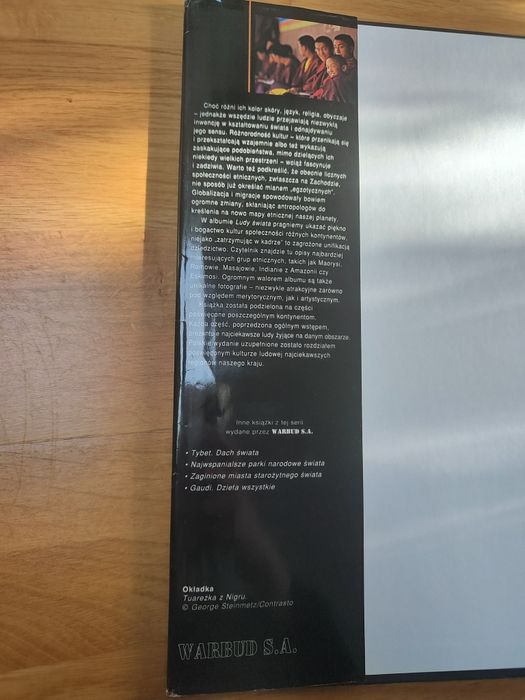 Choć różni ich kolor skóry, język, religia, obyczaje
– jednakże wszędzie ludzie przejawiają niezwykłą
inwencję w kształtowaniu świata i odnajdywaniu
jego sensu. Różnorodność kultur – które przenikają się
i przekształcają wzajemnie albo też wykazują
zaskakujące podobieństwa, mimo dzielących ich
niekiedy wielkich przestrzeni – wciąż fascynuje
i zadziwia. Warto też podkreślić, że obecnie licznych
społeczności etnicznych, zwłaszcza na Zachodzie,
nie sposób już określać mianem „egzotycznych".
Globalizacja i migracje spowodowały bowiem
ogromne zmiany, skłaniając antropologów do
kreślenia na nowo mapy etnicznej naszej planety.
W albumie Ludy świata pragniemy ukazać piękno
i bogactwo kultur społeczności różnych kontynentów,
niejako „zatrzymując w kadrze" to zagrożone unifikacją
dziedzictwo. Czytelnik znajdzie tu opisy najbardziej
interesujących grup etnicznych, takich jak Maorysi,
Romowie, Masajowie, Indianie z Amazonii czy
Eskimosi. Ogromnym walorem albumu są także
unikalne fotografie – niezwykle atrakcyjne zarówno
pod względem merytorycznym, jak i artystycznym.
Książka została podzielona na części
poświęcone poszczególnym kontynentom.
Każda część, poprzedzona ogólnym wstępem,
prezentuje najciekawsze ludy żyjące na danym obszarze.
Polskie wydanie uzupełnione zostało rozdziałem
poświęconym kulturze ludowej najciekawszych
regionów naszego kraju.
Inne książki z tej serii
wydane przez WARBUD S.A.
• Tybet. Dach świata
• Najwspanialsze parki narodowe świata
• Zaginione miasta starożytnego świata
• Gaudí. Dzieła wszystkie
Okładka
Tuareżka z Nigru.
© George Steinmetz/Contrasto
WARBUD S.A.